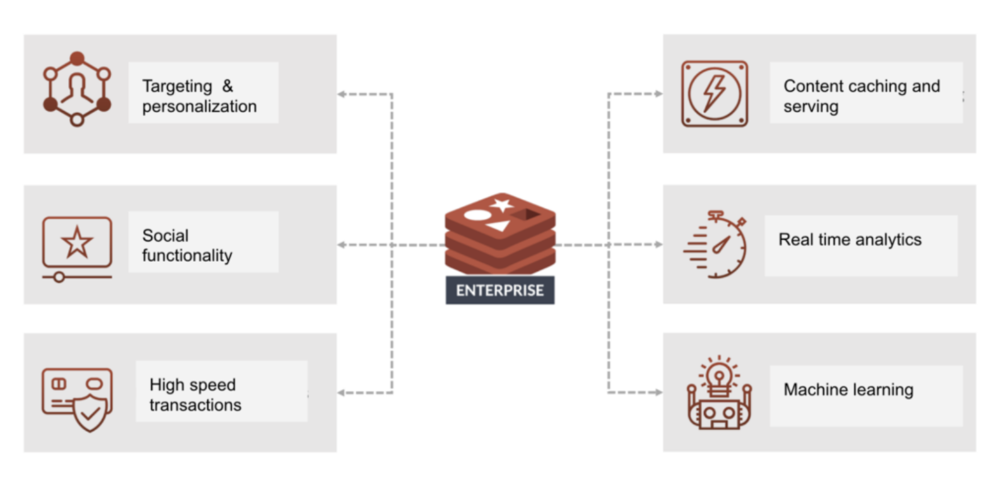 Targeting &
personalization
Social
functionality
High speed
transactions
ENTERPRISE
Content caching and
serving
Real time analytics
Machine learning